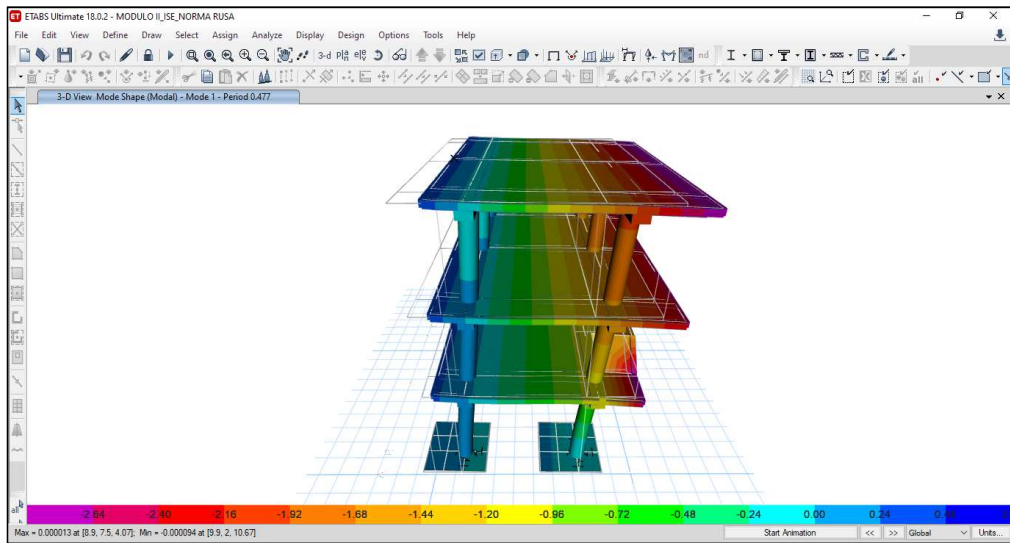 ETABS Ultimate 18.0.2 - MODULO II_ISE_NORMA RUSA
File Edit View Define Draw Select Assign Analyze Display Design Options Tools Help
3-d pla ele nd
all
3-D View Mode Shape (Modal) - Mode 1 - Period 0.477
all
-2.64 -2.40 -2.16 -1.92 -1.68 -1.44 -1.20 -0.96 -0.72 -0.48 -0.24 0.00 0.24
Max = 0.000013 at [8.9, 7.5, 4.07]; Min = -0.000094 at [9.9, 2, 10.67] Start Animation << >> Global Units...